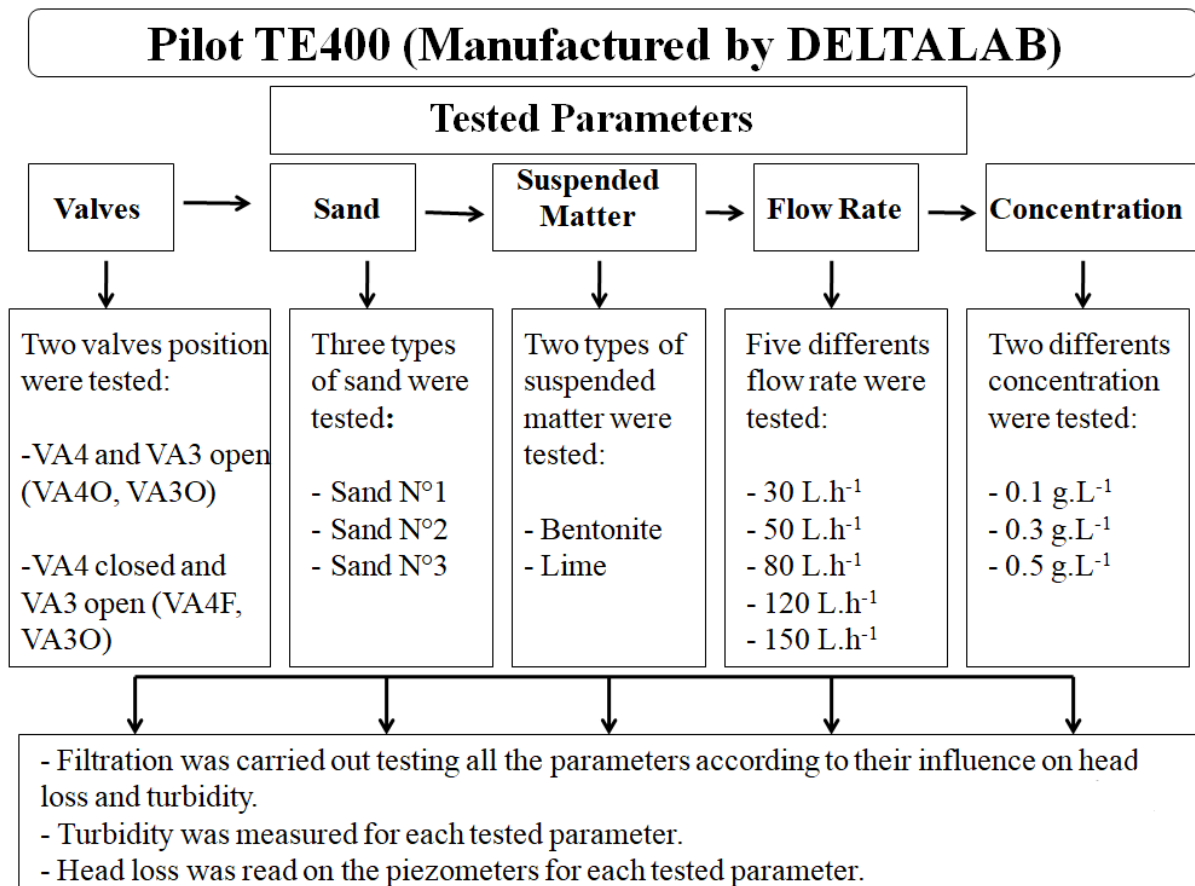 Pilot TE400 (Manufactured by DELTALAB)
Tested Parameters
Valves
Sand
Suspended
Matter
Flow Rate
Concentration
Two valves position
were tested:
-VA4 and VA3 open
(VA4O, VA3O)
-VA4 closed and
VA3 open (VA4F,
VA3O)
Three types
of sand were
tested:
- Sand N°1
- Sand N°2
- Sand N°3
Two types of
suspended
matter were
tested:
- Bentonite
- Lime
Five differents
flow rate were
tested:
- 30 L.h⁻¹
- 50 L.h⁻¹
- 80 L.h⁻¹
- 120 L.h⁻¹
- 150 L.h⁻¹
Two differents
concentration
were tested:
- 0.1 g.L⁻¹
- 0.3 g.L⁻¹
- 0.5 g.L⁻¹
- Filtration was carried out testing all the parameters according to their influence on head
loss and turbidity.
- Turbidity was measured for each tested parameter.
- Head loss was read on the piezometers for each tested parameter.